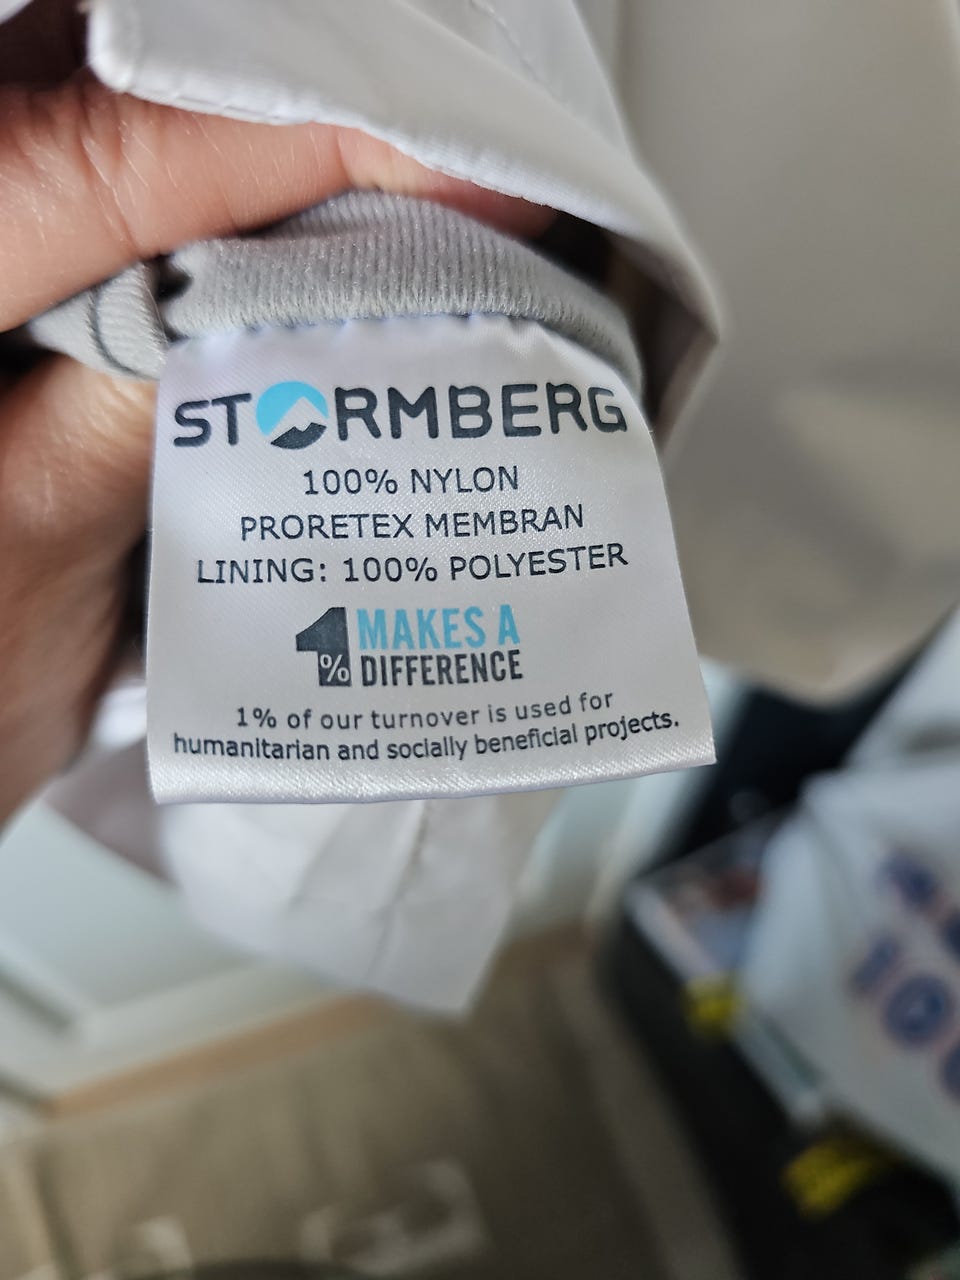 STORMBERG
100% NYLON
PRORETEX MEMBRAN
LINING: 100% POLYESTER
1% MAKES A
DIFFERENCE
1% of our turnover is used for
humanitarian and socially beneficial projects.